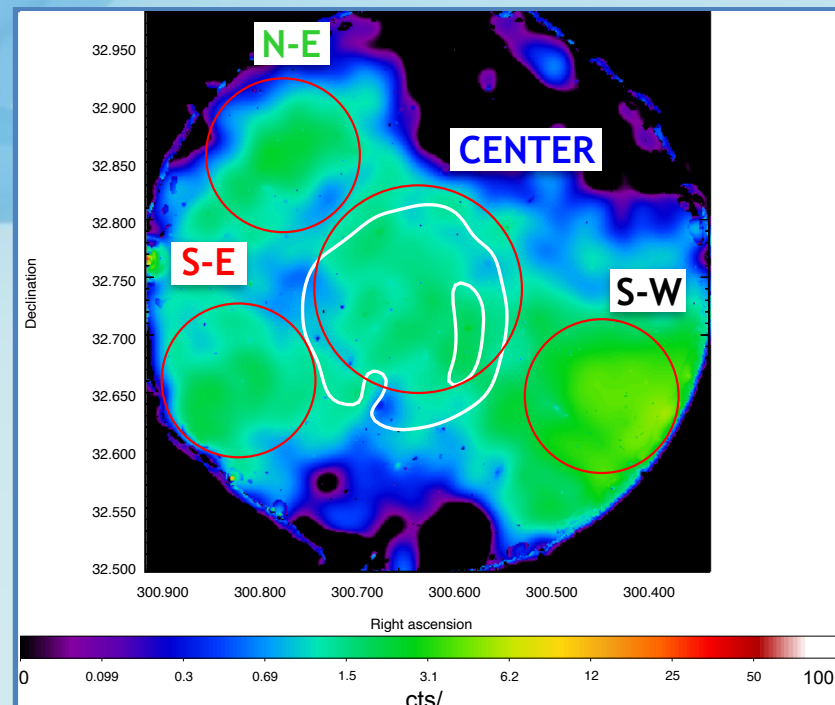 N-E
CENTER
S-E
S-W
Declination
32.950
32.900
32.850
32.800
32.750
32.700
32.650
32.600
32.550
32.500
300.900 300.800 300.700 300.600 300.500 300.400
Right ascension
0 0.099 0.3 0.69 1.5 3.1 6.2 12 25 50 100
cts/